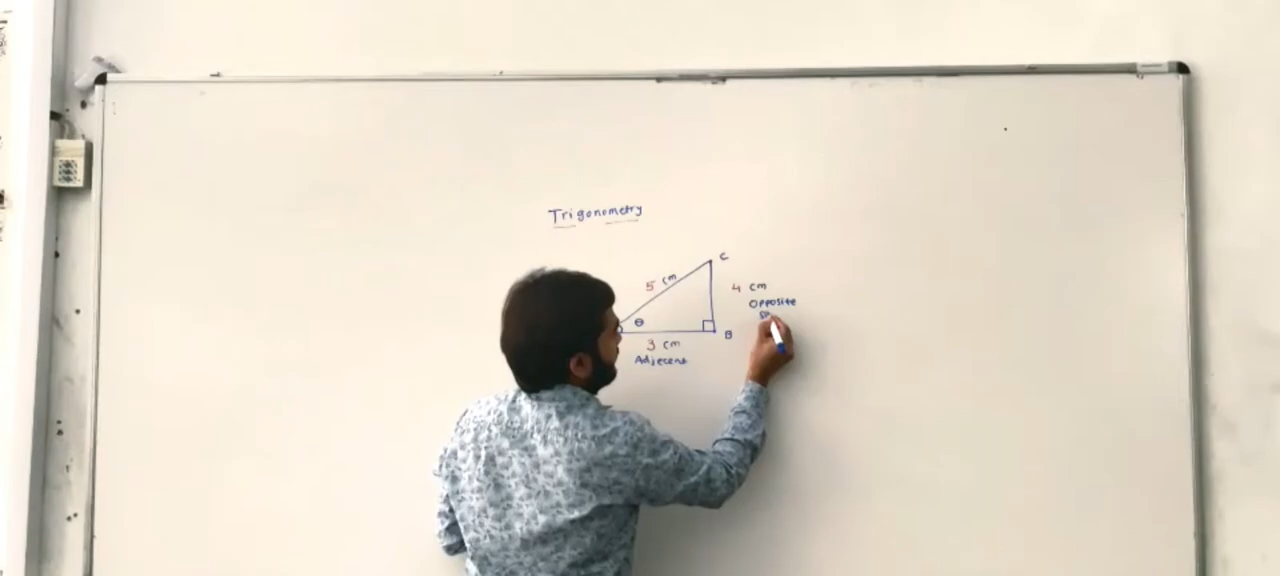 Trigonometry
C
5 cm
4 cm
Opposite
θ
B
3 cm
Adjecent